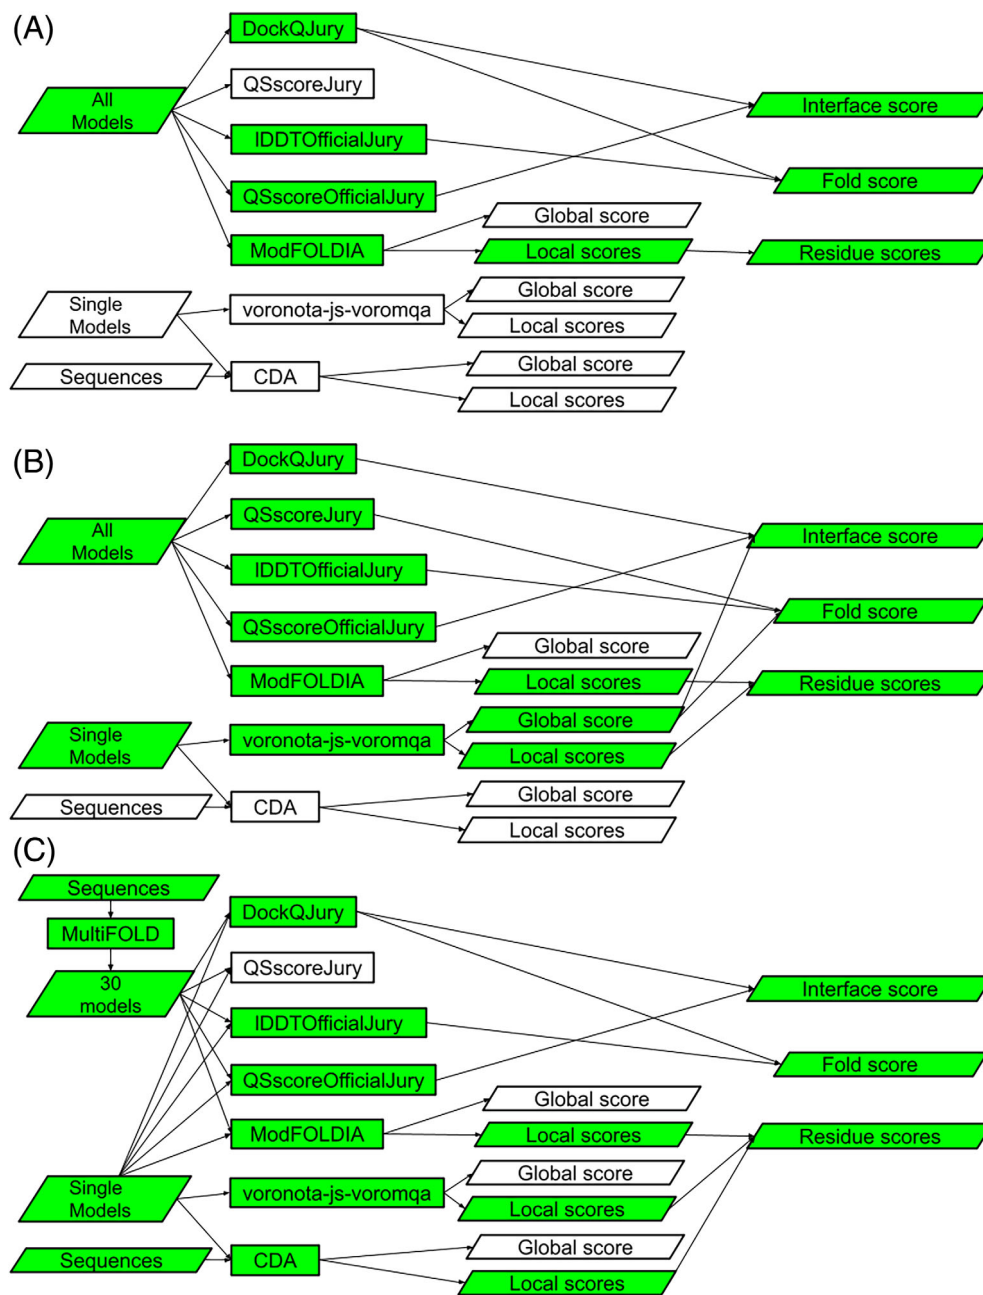 (A)
DockQJury
All
Models
QSscoreJury
Interface score
lDDTOfficialJury
Fold score
QSscoreOfficialJury
Global score
ModFOLDIA
Local scores
Residue scores
Single
Models
voronota-js-voromqa
Global score
Local scores
Sequences
CDA
Global score
Local scores
(B)
DockQJury
All
Models
QSscoreJury
Interface score
lDDTOfficialJury
Fold score
QSscoreOfficialJury
Global score
ModFOLDIA
Local scores
Residue scores
Single
Models
voronota-js-voromqa
Global score
Local scores
Sequences
CDA
Global score
Local scores
(C)
Sequences
MultiFOLD
30
models
DockQJury
QSscoreJury
Interface score
lDDTOfficialJury
Fold score
QSscoreOfficialJury
Global score
ModFOLDIA
Local scores
Residue scores
Single
Models
voronota-js-voromqa
Global score
Local scores
Sequences
CDA
Global score
Local scores